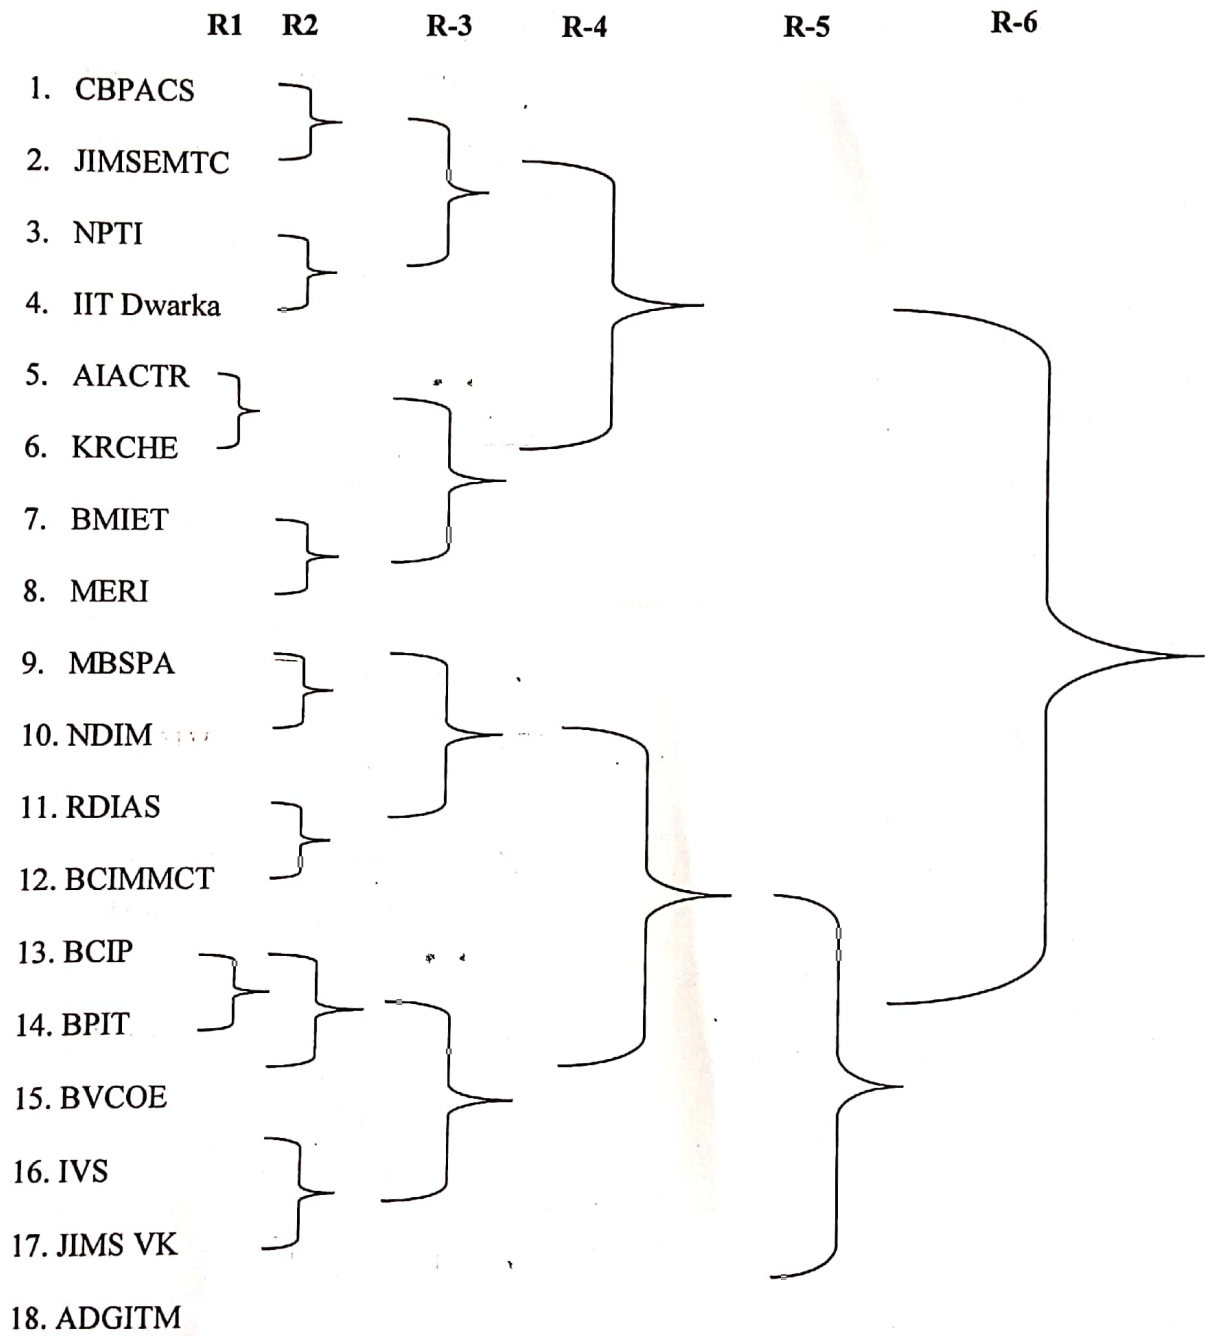 R1 R2 R-3 R-4 R-5 R-6
1. CBPACS
2. JIMSEMTC
3. NPTI
4. IIT Dwarka
5. AIACTR
6. KRCHE
7. BMIET
8. MERI
9. MBSPA
10. NDIM
11. RDIAS
12. BCIMMCT
13. BCIP
14. BPIT
15. BVCOE
16. IVS
17. JIMS VK
18. ADGITM